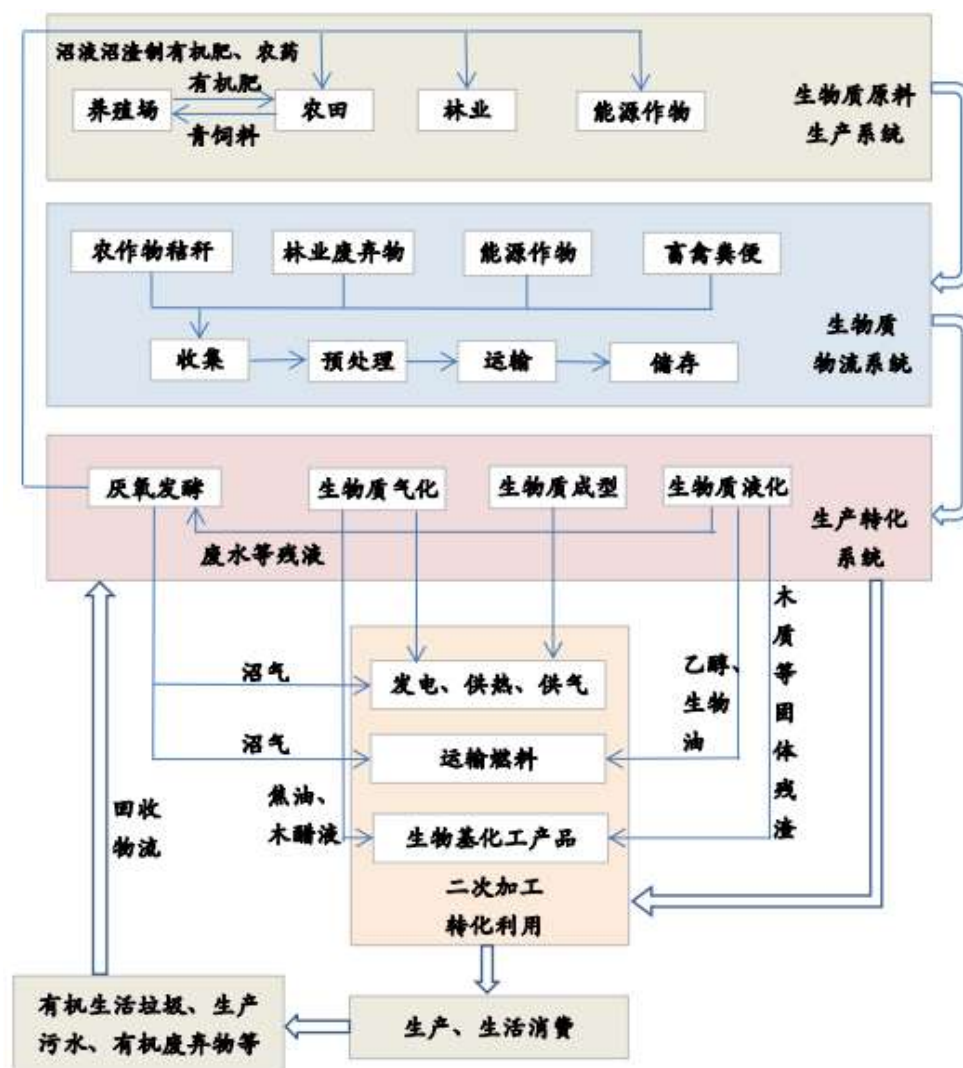 沼液沼渣制有机肥、农药
有机肥
养殖场
农田
林业
能源作物
青饲料
生物质原料
生产系统
农作物秸秆
林业废弃物
能源作物
畜禽粪便
收集
预处理
运输
储存
生物质
物流系统
厌氧发酵
生物质气化
生物质成型
生物质液化
废水等残液
生产转化
系统
沼气
发电、供热、供气
乙醇、
生物
油
木质等固体残渣
沼气
运输燃料
焦油、
木醋液
生物基化工产品
回收
物流
二次加工
转化利用
有机生活垃圾、生产
污水、有机废弃物等
生产、生活消费